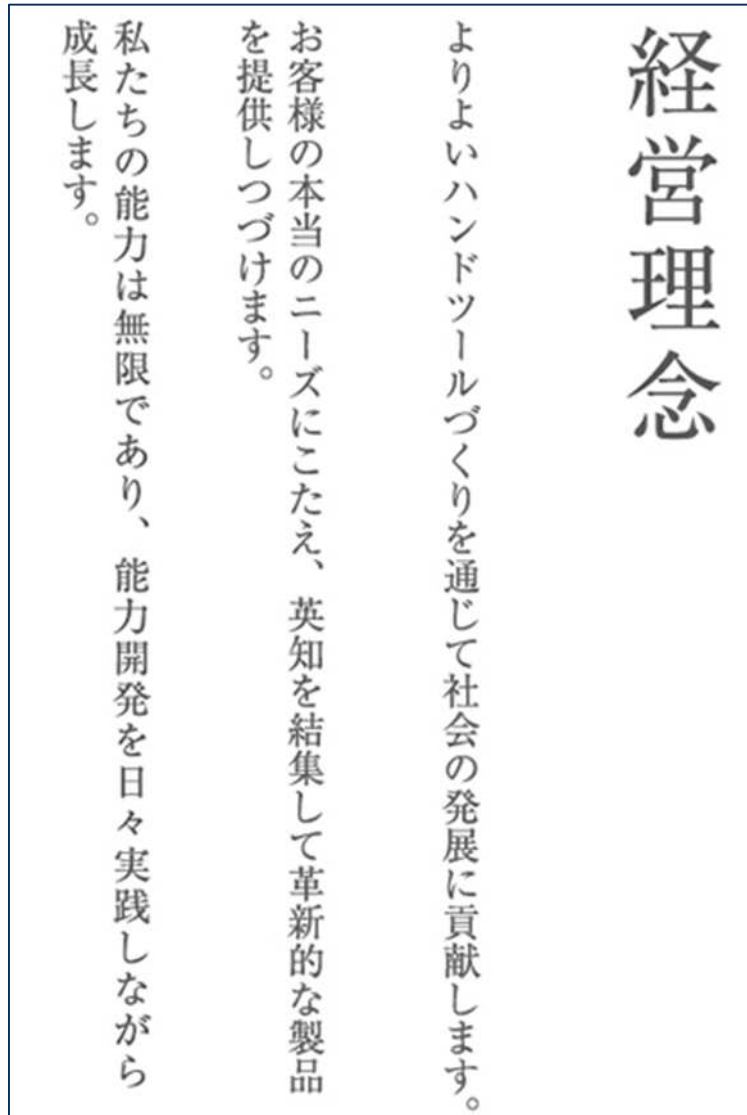 経営理念
よりよいハンドツールづくりを通じて社会の発展に貢献します。
お客様の本当のニーズにこたえ、英知を結集して革新的な製品
を提供しつづけます。
私たちの能力は無限であり、能力開発を日々実践しながら
成長します。